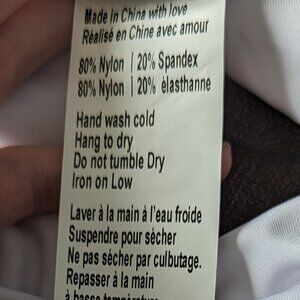 Made in China with love
Réalisé en Chine avec amour
80% Nylon | 20% Spandex
80% Nylon | 20% élasthanne
Hand wash cold
Hang to dry
Do not tumble Dry
Iron on Low
Laver à la main à l'eau froide
Suspendre pour sécher
Ne pas sécher par culbutage.
Repasser à la main
à basse température